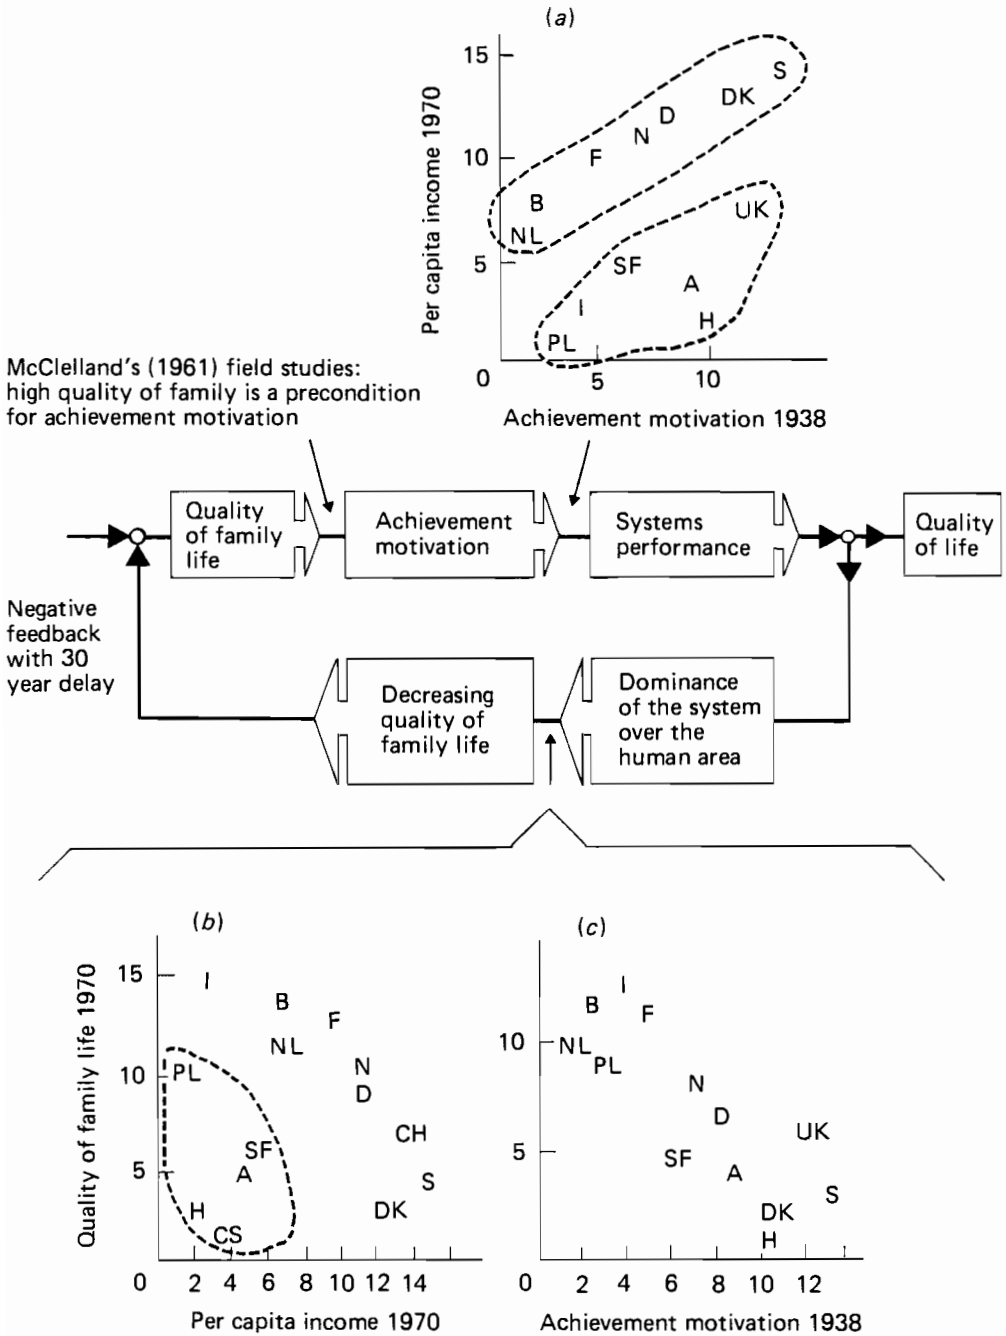 (a)
Per capita income 1970
15
10
5
0
5
10
S
DK
D
N
F
B
NL
UK
SF
A
I
H
PL
Achievement motivation 1938
McClelland's (1961) field studies:
high quality of family is a precondition
for achievement motivation
Quality
of family
life
Achievement
motivation
Systems
performance
Quality
of life
Negative
feedback
with 30
year delay
Decreasing
quality of
family life
Dominance
of the system
over the
human area
(b)
Quality of family life 1970
15
10
5
I
B
F
NL
N
PL
D
CH
SF
A
S
H
DK
CS
0 2 4 6 8 10 12 14
Per capita income 1970
(c)
10
5
I
B
F
NL
PL
N
D
UK
SF
A
S
DK
H
0 2 4 6 8 10 12
Achievement motivation 1938